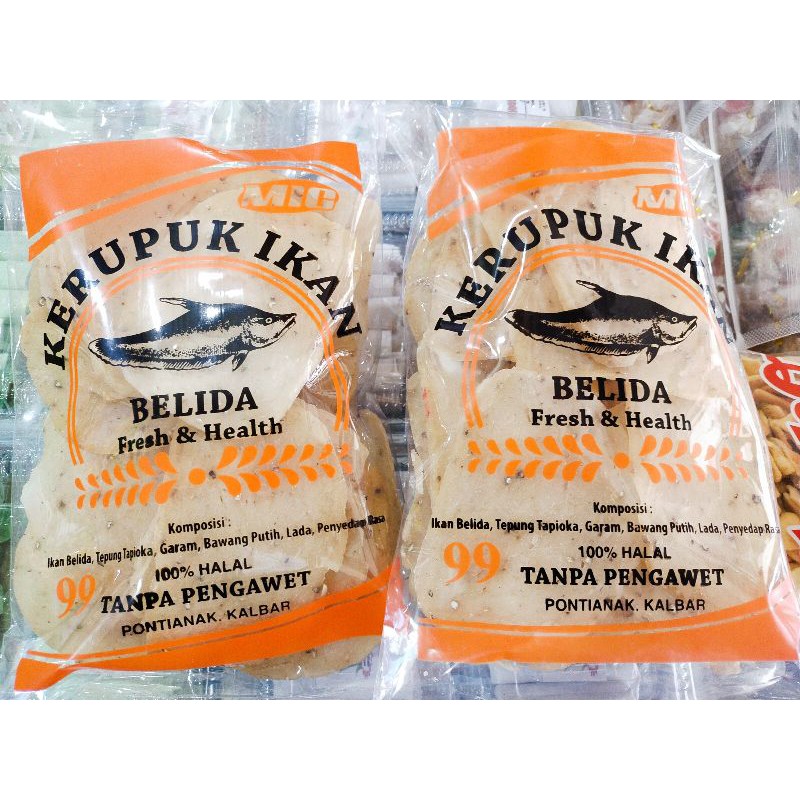 MIC
KERUPUK IKAN
BELIDA
Fresh & Health
Komposisi :
Ikan Belida, Tepung Tapioka, Garam, Bawang Putih, Lada, Penyedap Rasa
100% HALAL
99 TANPA PENGAWET
PONTIANAK. KALBAR
MI
KERUPUK IKA
BELIDA
Fresh & Health
Komposisi :
Ikan Belida, Tepung Tapioka, Garam, Bawang Putih, Lada, Penyedap Rasa
100% HALAL
99 TANPA PENGAWET
PONTIANAK. KALBAR